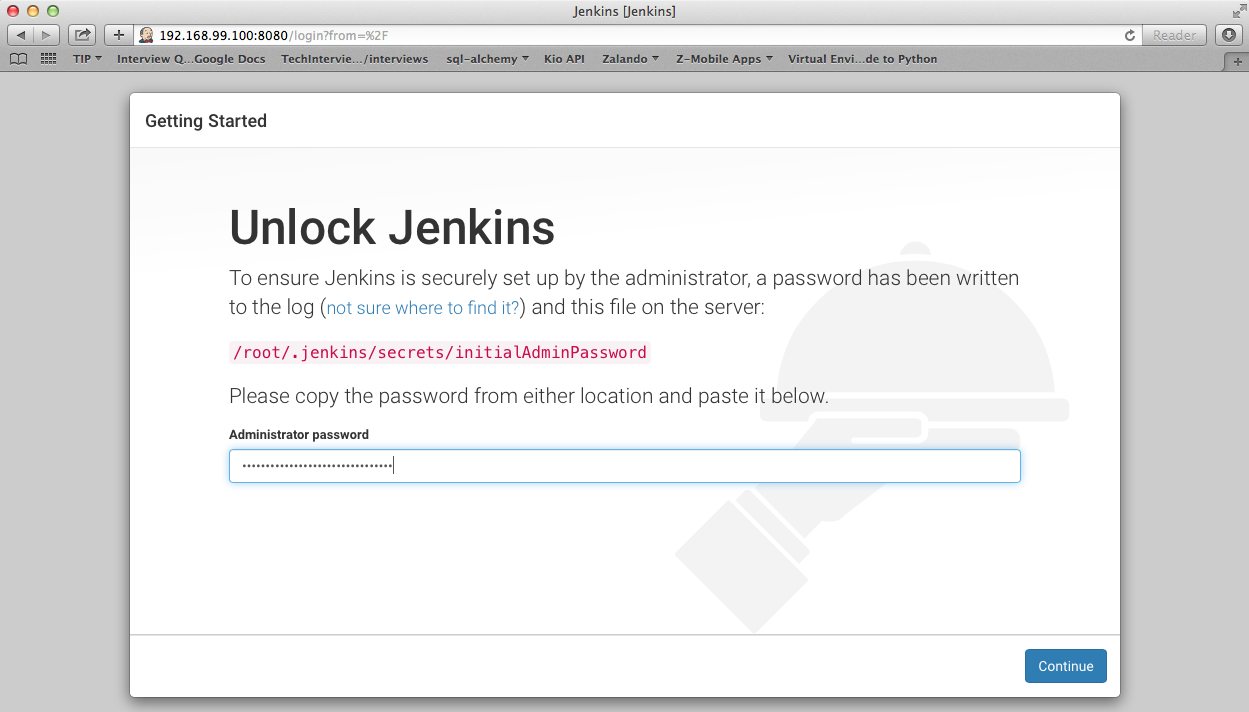 Jenkins [Jenkins]
192.168.99.100:8080/login?from=%2F
Reader
TIP
Interview Q...Google Docs
TechIntervie.../interviews
sql-alchemy
Kio API
Zalando
Z-Mobile Apps
Virtual Envi...de to Python
Getting Started
Unlock Jenkins
To ensure Jenkins is securely set up by the administrator, a password has been written
to the log (not sure where to find it?) and this file on the server:
/root/.jenkins/secrets/initialAdminPassword
Please copy the password from either location and paste it below.
Administrator password
••••••••••••••••••••••••••••••••
Continue